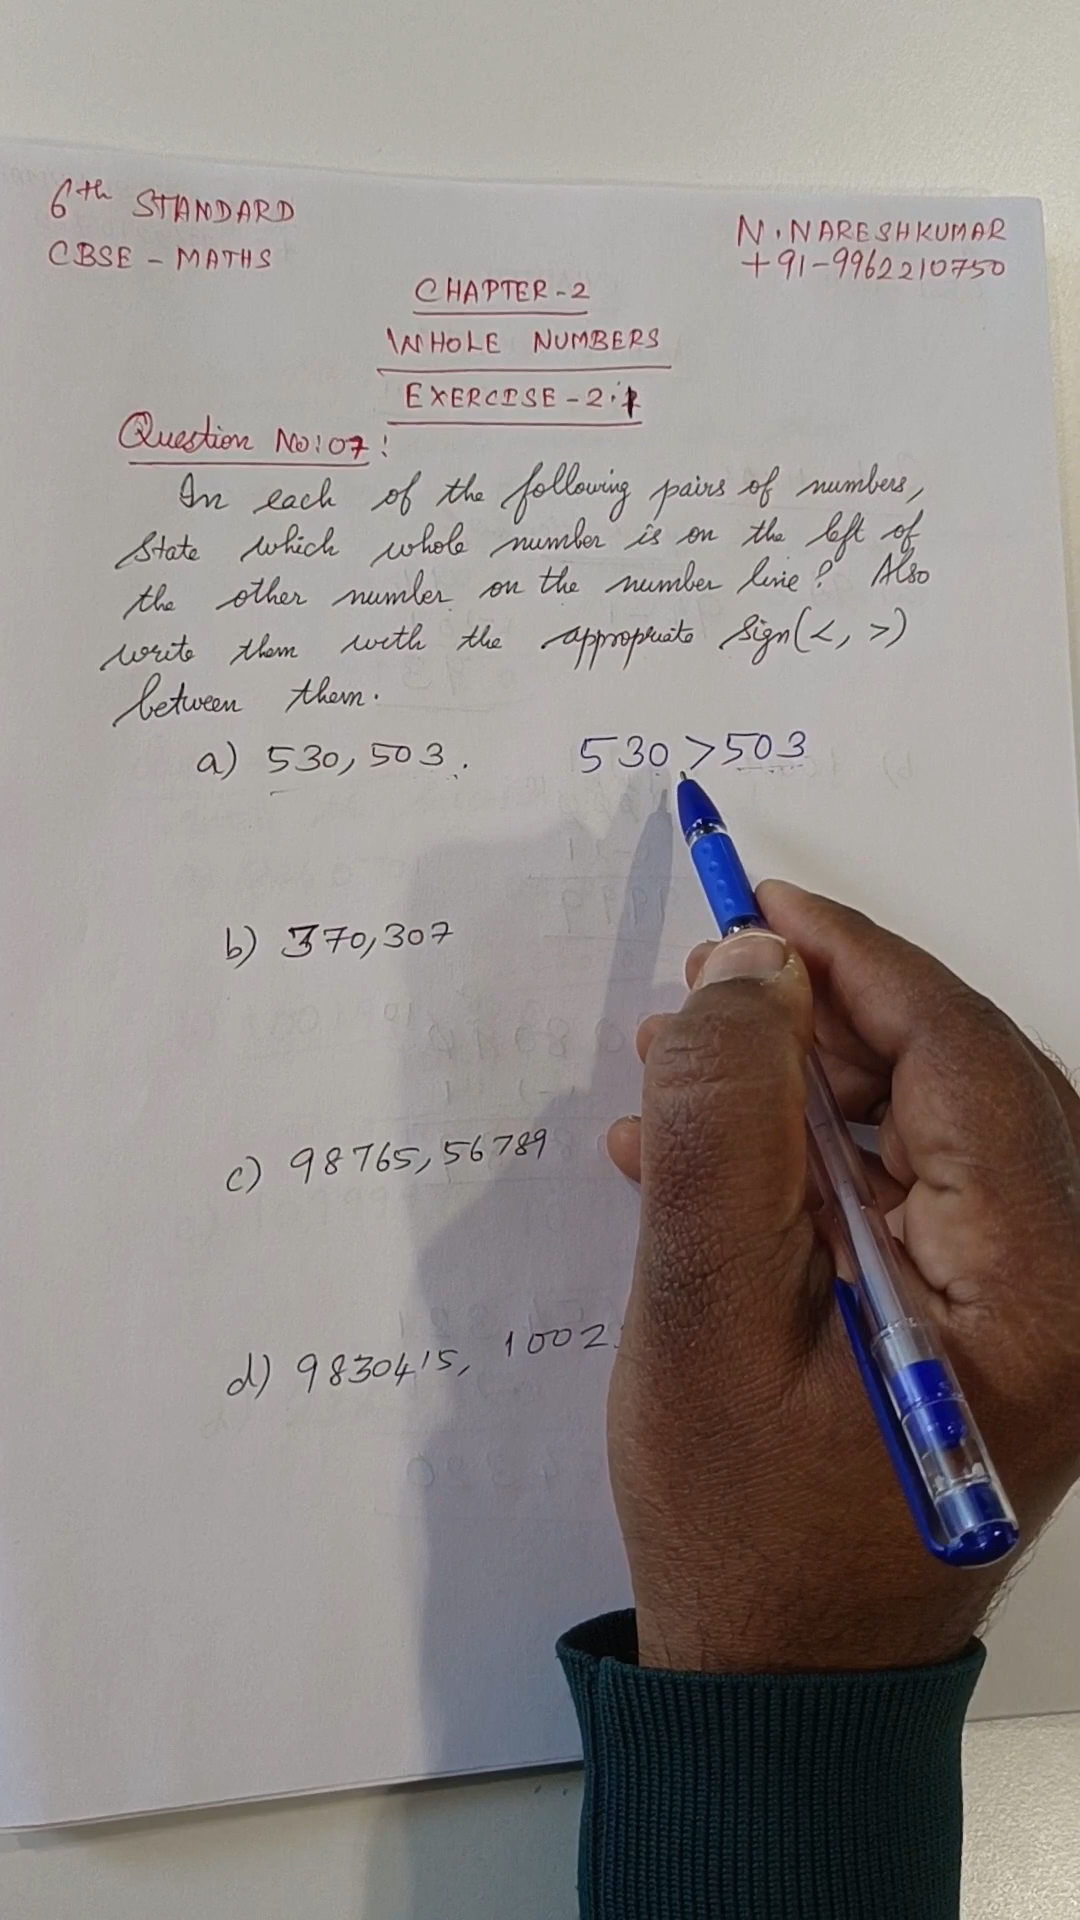 6th STANDARD
CBSE - MATHS
N. NARESHKUMAR
+91-9962210750
CHAPTER-2
WHOLE NUMBERS
EXERCISE-2.1
Question No:07:
In each of the following pairs of numbers,
State which whole number is on the left of
the other number on the number line? Also
write them with the appropriate Sign(<, >)
between them.
a) 530, 503. 530 > 503
b) 370, 307
c) 98765, 56789
d) 9830415, 1002